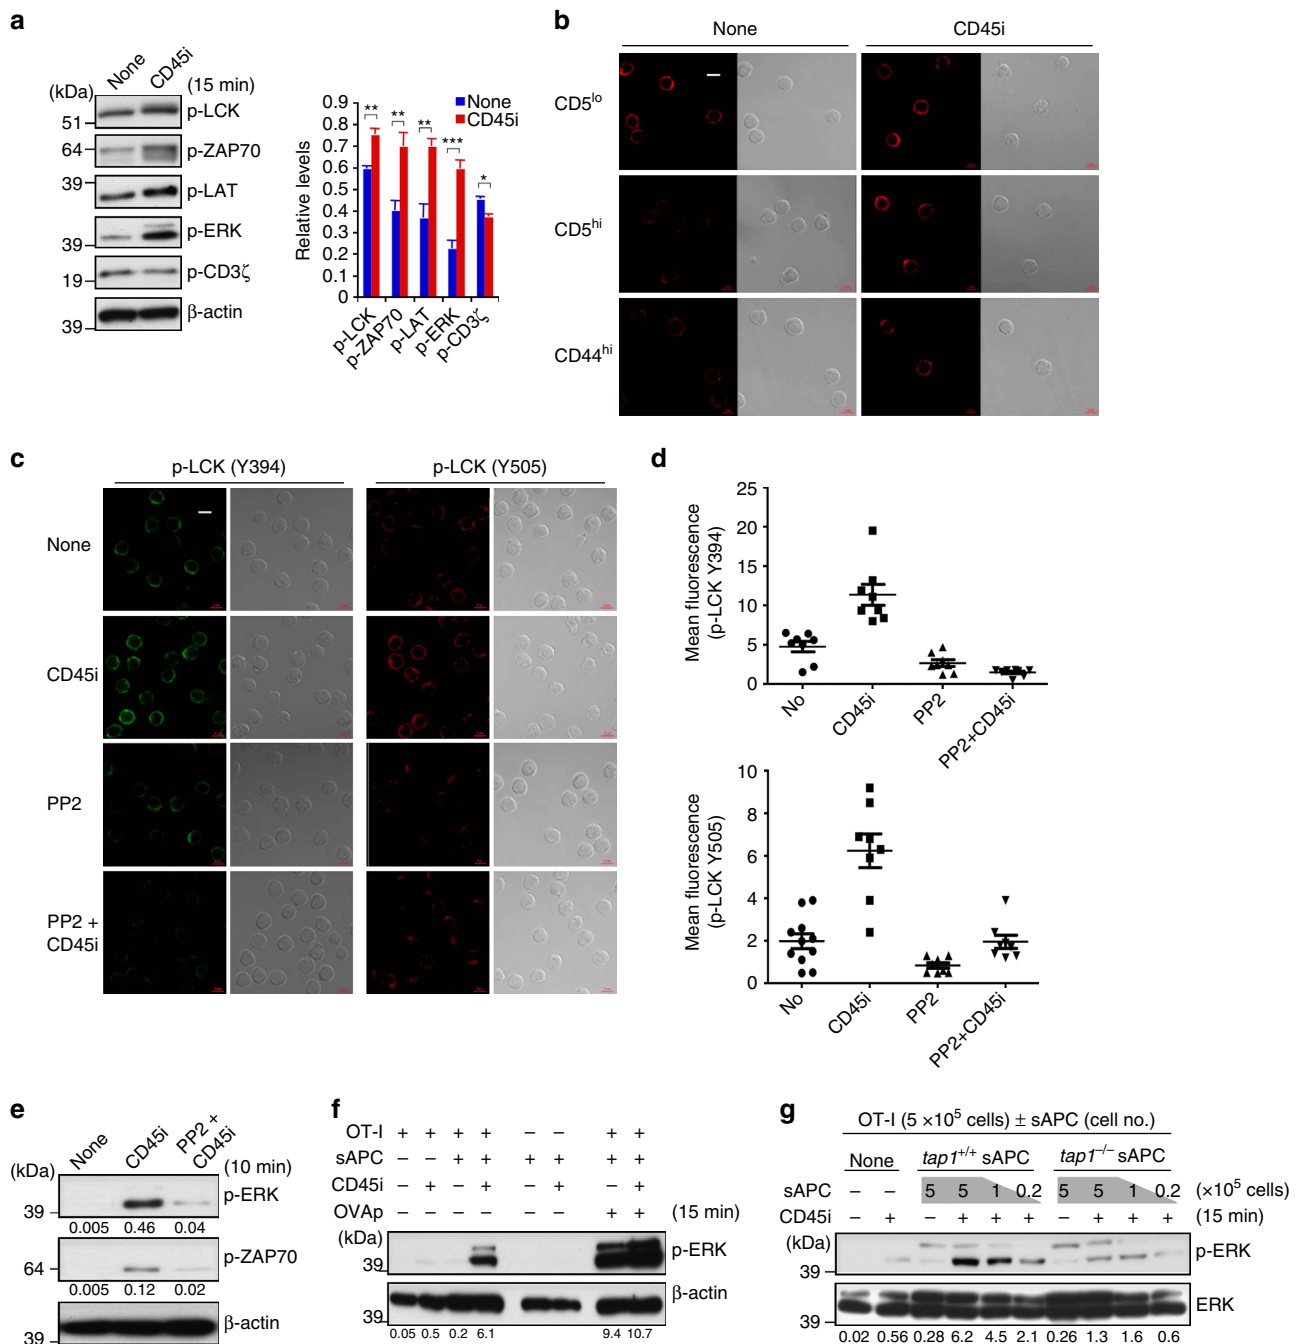 a
None
CD45i
(15 min)
(kDa)
51
64
39
39
19
39
p-LCK
p-ZAP70
p-LAT
p-ERK
p-CD3ζ
β-actin
Relative levels
0.9
0.8
0.7
0.6
0.5
0.4
0.3
0.2
0.1
0
None
CD45i
**
**
**
***
*
p-LCK
p-ZAP70
p-LAT
p-ERK
p-CD3ζ
b
None
CD45i
CD5lo
CD5hi
CD44hi
c
p-LCK (Y394)
p-LCK (Y505)
None
CD45i
PP2
PP2 +
CD45i
d
Mean fluorescence
(p-LCK Y394)
25
20
15
10
5
0
No
CD45i
PP2
PP2+CD45i
Mean fluorescence
(p-LCK Y505)
10
8
6
4
2
0
No
CD45i
PP2
PP2+CD45i
e
None
CD45i
PP2 +
CD45i
(10 min)
(kDa)
39
p-ERK
0.005 0.46 0.04
64
p-ZAP70
0.005 0.12 0.02
39
β-actin
f
OT-I + + + + − − + +
sAPC − − + + + + + +
CD45i − + − + − + − +
OVAp + + (15 min)
(kDa)
39
p-ERK
39
β-actin
0.05 0.5 0.2 6.1 9.4 10.7
g
OT-I (5 ×10⁵ cells) ± sAPC (cell no.)
None tap1+/+ sAPC tap1−/− sAPC
sAPC − − 5 5 1 0.2 5 5 1 0.2 (×10⁵ cells)
CD45i − + − + + + − + + + (15 min)
(kDa)
39
p-ERK
39
ERK
0.02 0.56 0.28 6.2 4.5 2.1 0.26 1.3 1.6 0.6